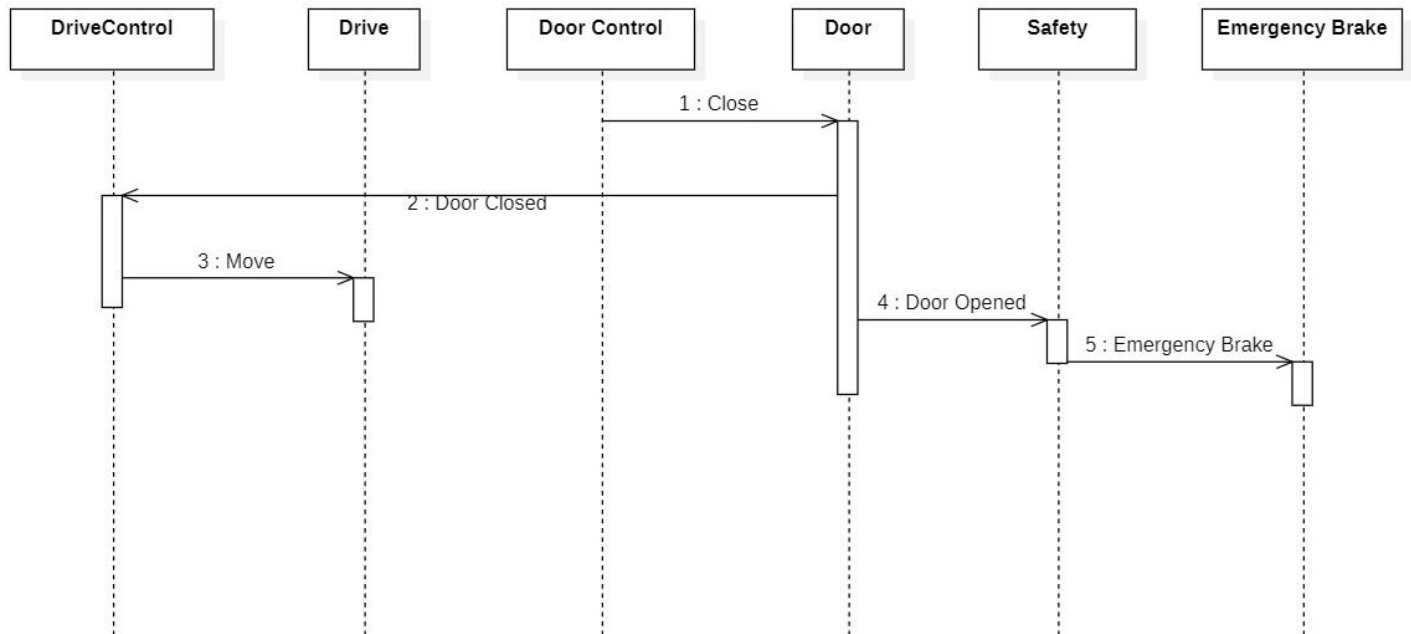 DriveControl
Drive
Door Control
Door
Safety
Emergency Brake
1 : Close
2 : Door Closed
3 : Move
4 : Door Opened
5 : Emergency Brake